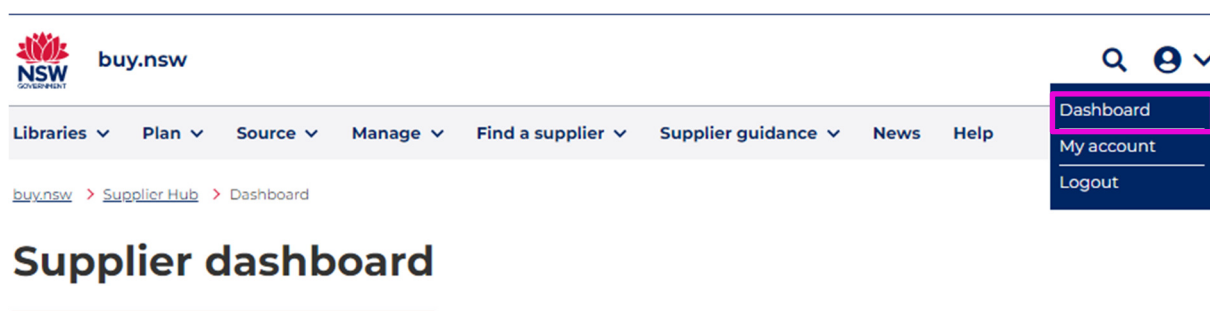 NSW
GOVERNMENT
buy.nsw
Dashboard
My account
Logout
Libraries Plan Source Manage Find a supplier Supplier guidance News Help
buy.nsw > Supplier Hub > Dashboard
Supplier dashboard